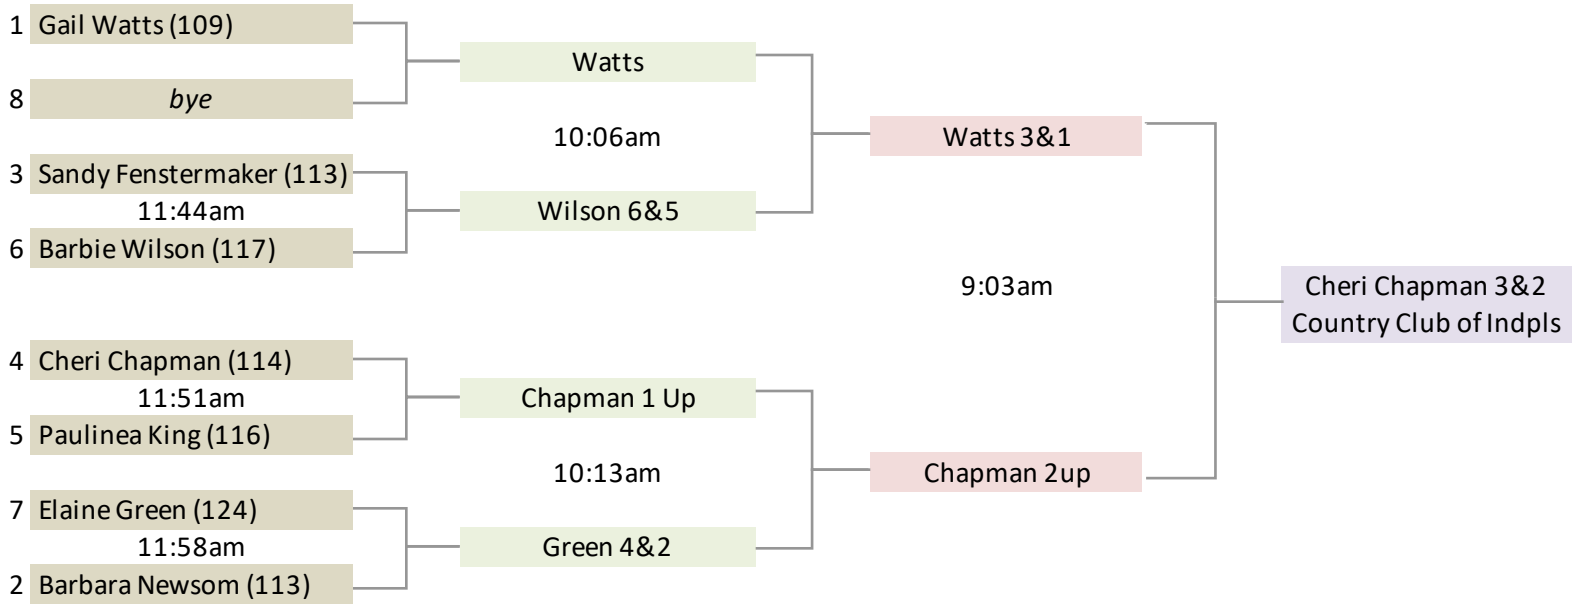 1 Gail Watts (109)
Watts
8 bye
10:06am
Watts 3&1
3 Sandy Fenstermaker (113)
11:44am
Wilson 6&5
6 Barbie Wilson (117)
9:03am
Cheri Chapman 3&2
Country Club of Indpls
4 Cheri Chapman (114)
11:51am
Chapman 1 Up
5 Paulinea King (116)
10:13am
Chapman 2up
7 Elaine Green (124)
11:58am
Green 4&2
2 Barbara Newsom (113)